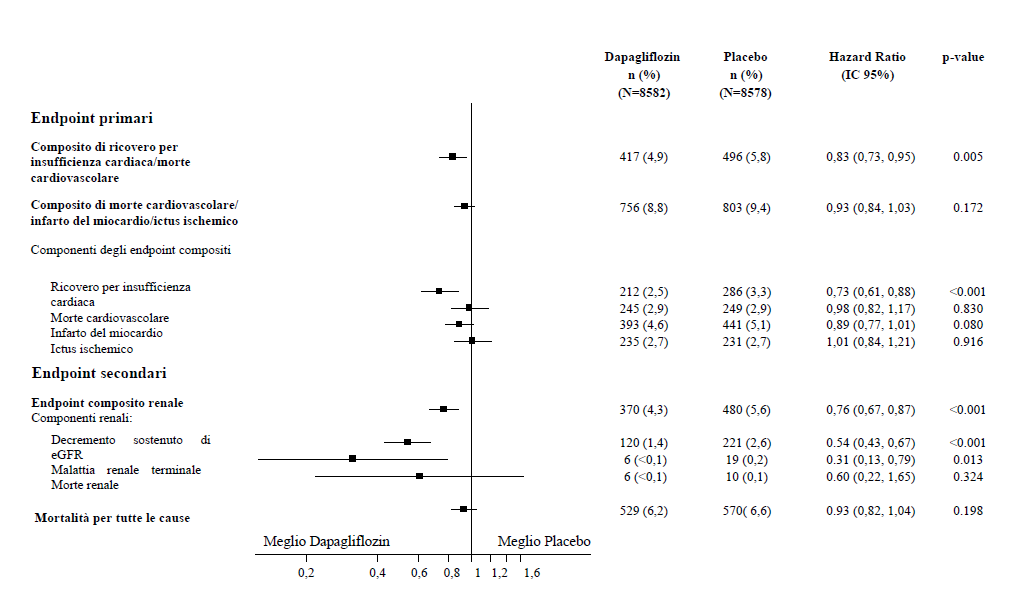 Dapagliflozin Placebo Hazard Ratio p-value
n (%) n (%) (IC 95%)
(N=8582) (N=8578)
Endpoint primari
Composito di ricovero per
insufficienza cardiaca/morte
cardiovascolare
417 (4,9) 496 (5,8) 0,83 (0,73, 0,95) 0.005
Composito di morte cardiovascolare/
infarto del miocardio/ictus ischemico
756 (8,8) 803 (9,4) 0,93 (0,84, 1,03) 0.172
Componenti degli endpoint compositi
Ricovero per insufficienza
cardiaca
212 (2,5) 286 (3,3) 0,73 (0,61, 0,88) <0.001
Morte cardiovascolare 245 (2,9) 249 (2,9) 0,98 (0,82, 1,17) 0.830
Infarto del miocardio 393 (4,6) 441 (5,1) 0,89 (0,77, 1,01) 0.080
Ictus ischemico 235 (2,7) 231 (2,7) 1,01 (0,84, 1,21) 0.916
Endpoint secondari
Endpoint composito renale 370 (4,3) 480 (5,6) 0,76 (0,67, 0,87) <0.001
Componenti renali:
Decremento sostenuto di
eGFR
120 (1,4) 221 (2,6) 0.54 (0,43, 0,67) <0.001
Malattia renale terminale 6 (<0,1) 19 (0,2) 0.31 (0,13, 0,79) 0.013
Morte renale 6 (<0,1) 10 (0,1) 0.60 (0,22, 1,65) 0.324
Mortalità per tutte le cause 529 (6,2) 570( 6,6) 0.93 (0,82, 1,04) 0.198
Meglio Dapagliflozin Meglio Placebo
0,2 0,4 0,6 0,8 1 1,2 1,6